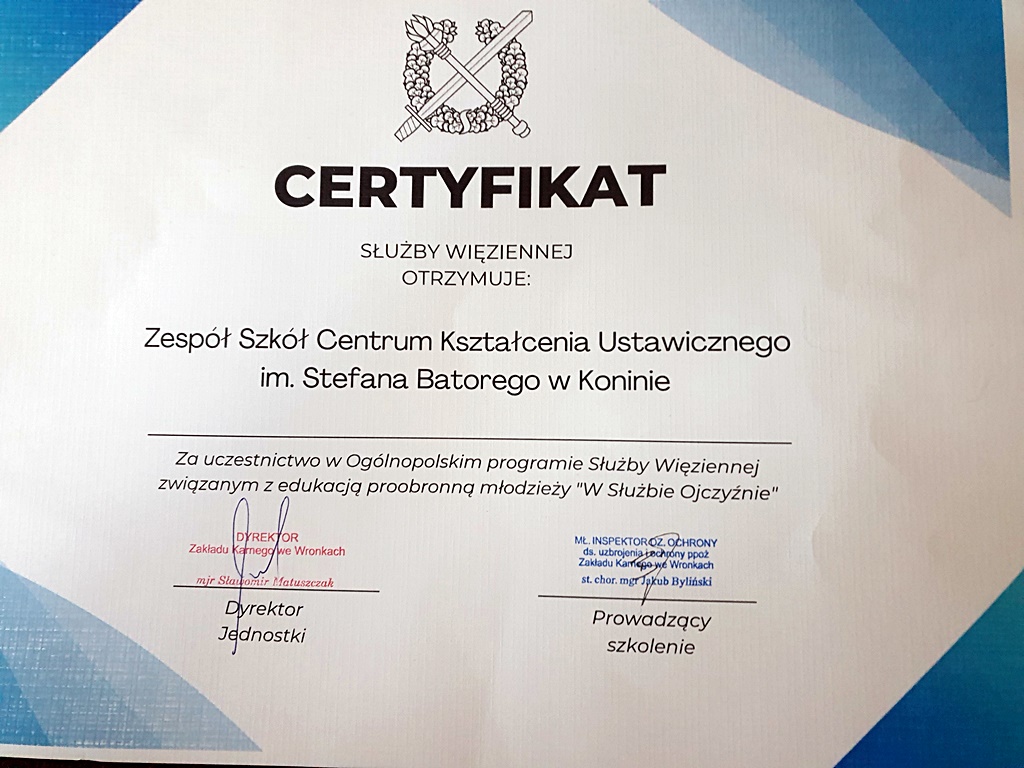 CERTYFIKAT
SŁUŻBY WIĘZIENNEJ
OTRZYMUJE:
Zespół Szkół Centrum Kształcenia Ustawicznego
im. Stefana Batorego w Koninie
Za uczestnictwo w Ogólnopolskim programie Służby Więziennej
związanym z edukacją proobronną młodzieży "W Służbie Ojczyźnie"
DYREKTOR
Zakładu Karnego we Wronkach
mjr Sławomir Matuszczak
Dyrektor
Jednostki
MŁ. INSPEKTOR OZ. OCHRONY
ds. uzbrojenia i ochrony ppoż
Zakładu Karnego we Wronkach
st. chor. mgr Jakub Byliński
Prowadzący
szkolenie